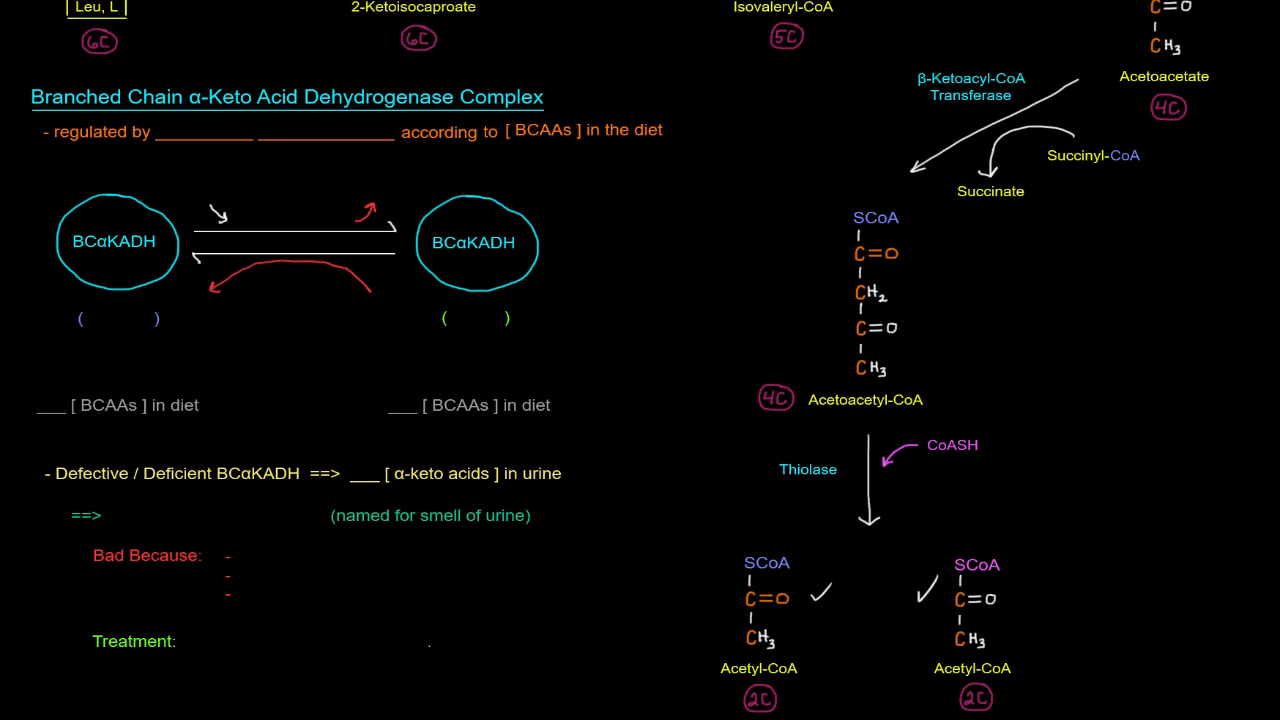 [ Leu, L ]
2-Ketoisocaproate
Isovaleryl-CoA
6C
6C
5C
C=O
CH3
Acetoacetate
4C
Branched Chain α-Keto Acid Dehydrogenase Complex
- regulated by __________ ______________ according to [ BCAAs ] in the diet
β-Ketoacyl-CoA
Transferase
Succinyl-CoA
Succinate
BCαKADH
BCαKADH
( )
( )
SCoA
C=O
CH2
C=O
CH3
4C
Acetoacetyl-CoA
___ [ BCAAs ] in diet
___ [ BCAAs ] in diet
CoASH
Thiolase
- Defective / Deficient BCαKADH ==> ___ [ α-keto acids ] in urine
==> (named for smell of urine)
Bad Because: -
-
-
Treatment: .
SCoA
C=O
CH3
Acetyl-CoA
2C
SCoA
C=O
CH3
Acetyl-CoA
2C